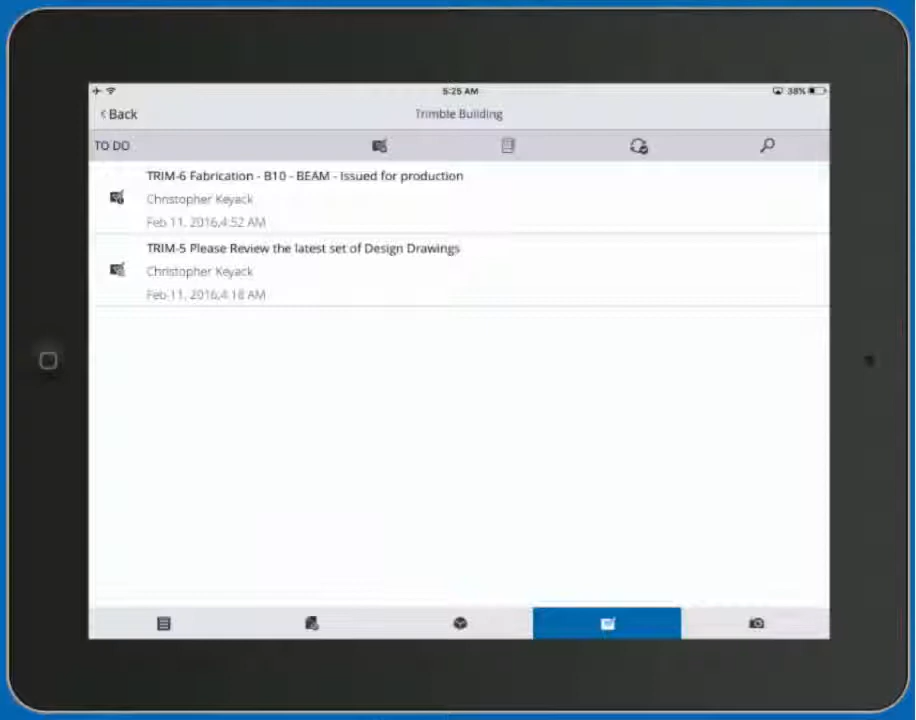 5:25 AM
38%
Back
Trimble Building
TO DO
TRIM-6 Fabrication - B10 - BEAM - Issued for production
Christopher Keyack
Feb 11, 2016,4:52 AM
TRIM-5 Please Review the latest set of Design Drawings
Christopher Keyack
Feb 11, 2016,4:18 AM